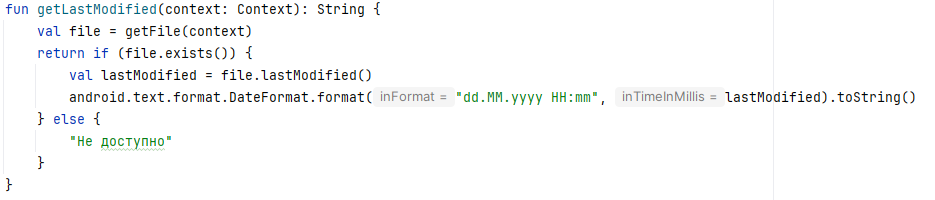 fun getLastModified(context: Context): String {
val file = getFile(context)
return if (file.exists()) {
val lastModified = file.lastModified()
android.text.format.DateFormat.format( inFormat = "dd.MM.yyyy HH:mm", inTimeInMillis = lastModified).toString()
} else {
"Не доступно"
}
}